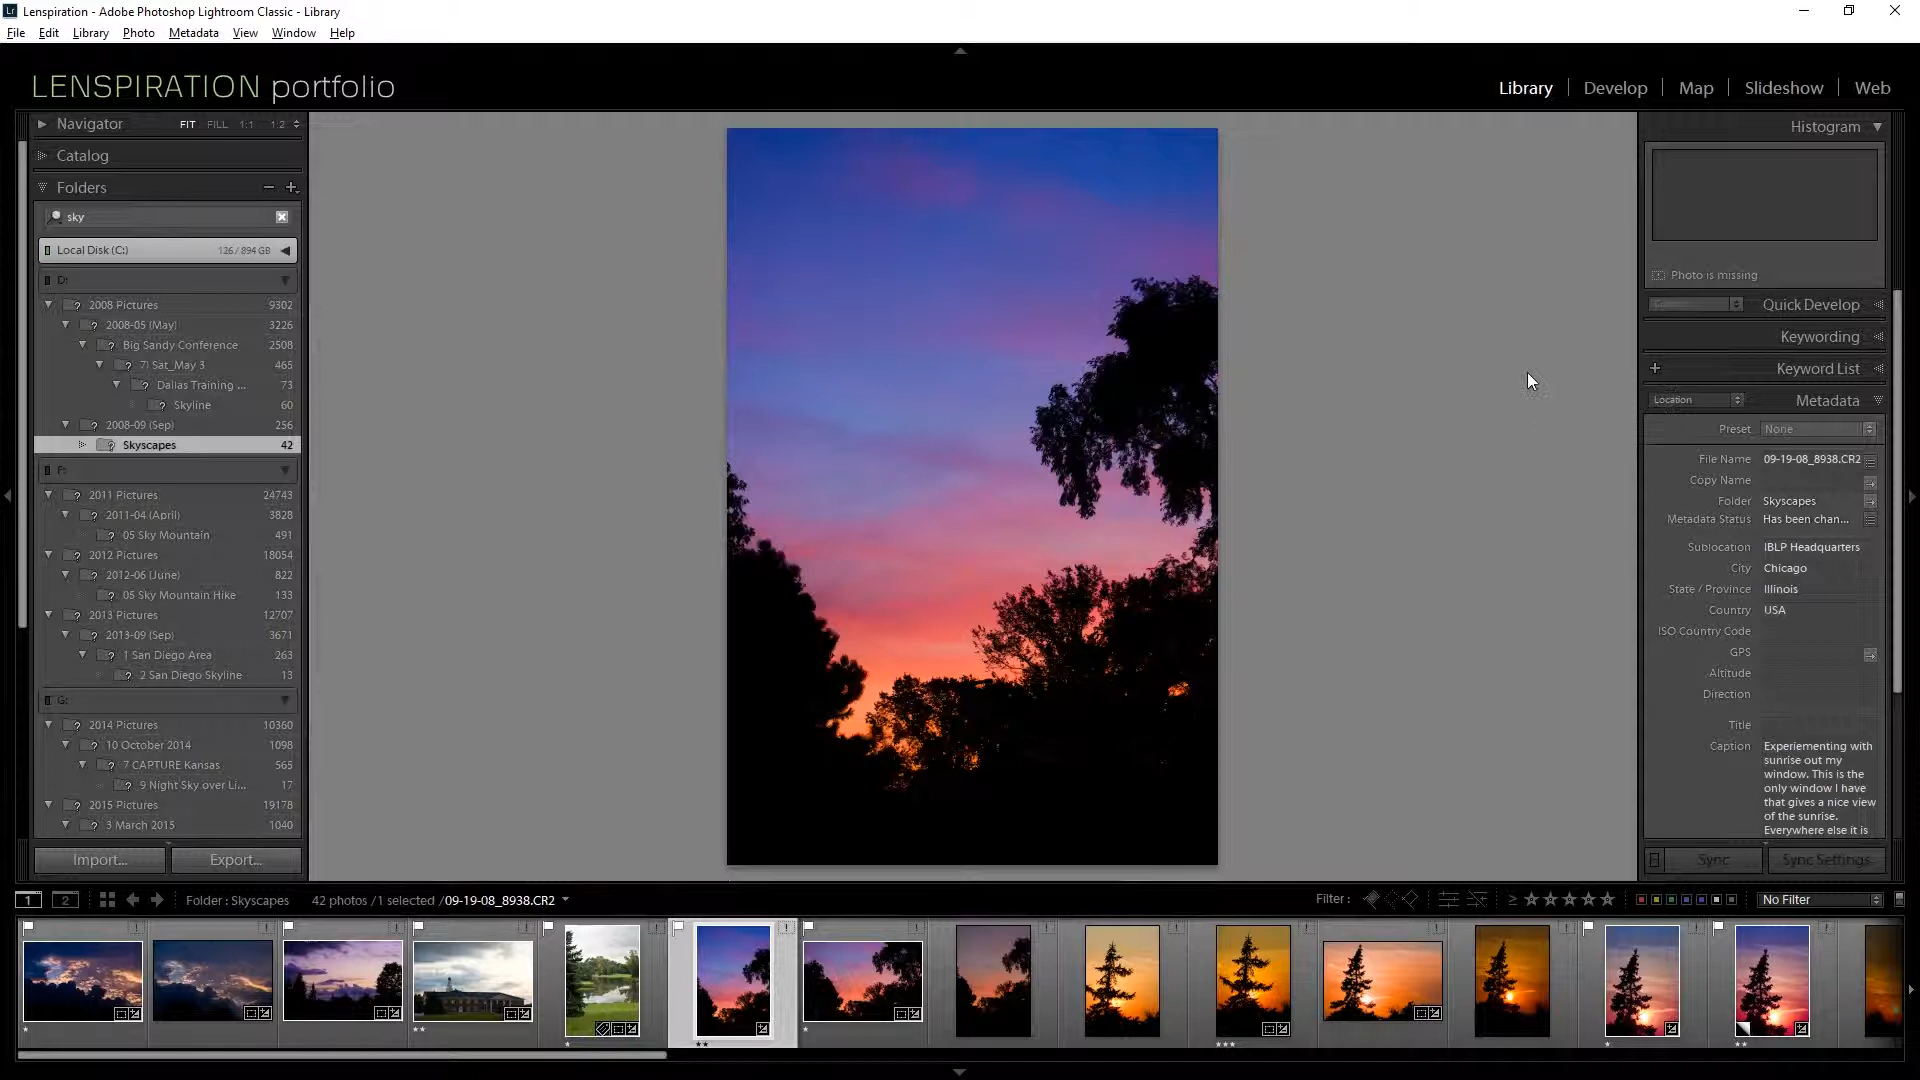 Lr Lenspiration - Adobe Photoshop Lightroom Classic - Library
File Edit Library Photo Metadata View Window Help
LENSPIRATION portfolio
Library Develop Map Slideshow Web
Navigator FIT FILL 1:1 1:2
Catalog
Folders
sky
Local Disk (C:) 126 / 894 GB
D:
2008 Pictures 9302
2008-05 (May) 3226
Big Sandy Conference 2508
7) Sat_May 3 465
Dallas Training ... 73
Skyline 60
2008-09 (Sep) 256
Skyscapes 42
F:
2011 Pictures 24743
2011-04 (April) 3828
05 Sky Mountain 491
2012 Pictures 18054
2012-06 (June) 822
05 Sky Mountain Hike 133
2013 Pictures 12707
2013-09 (Sep) 3671
1 San Diego Area 263
2 San Diego Skyline 13
G:
2014 Pictures 10360
10 October 2014 1098
7 CAPTURE Kansas 565
9 Night Sky over Li... 17
2015 Pictures 19178
3 March 2015 1040
Import... Export...
Histogram
Photo is missing
Quick Develop
Keywording
Keyword List
Location Metadata
Preset None
File Name 09-19-08_8938.CR2
Copy Name
Folder Skyscapes
Metadata Status Has been chan...
Sublocation IBLP Headquarters
City Chicago
State / Province Illinois
Country USA
ISO Country Code
GPS
Altitude
Direction
Title
Caption Experiementing with
sunrise out my
window. This is the
only window I have
that gives a nice view
of the sunrise.
Everywhere else it is
Sync Sync Settings
1 2 Folder : Skyscapes 42 photos / 1 selected / 09-19-08_8938.CR2 Filter : No Filter